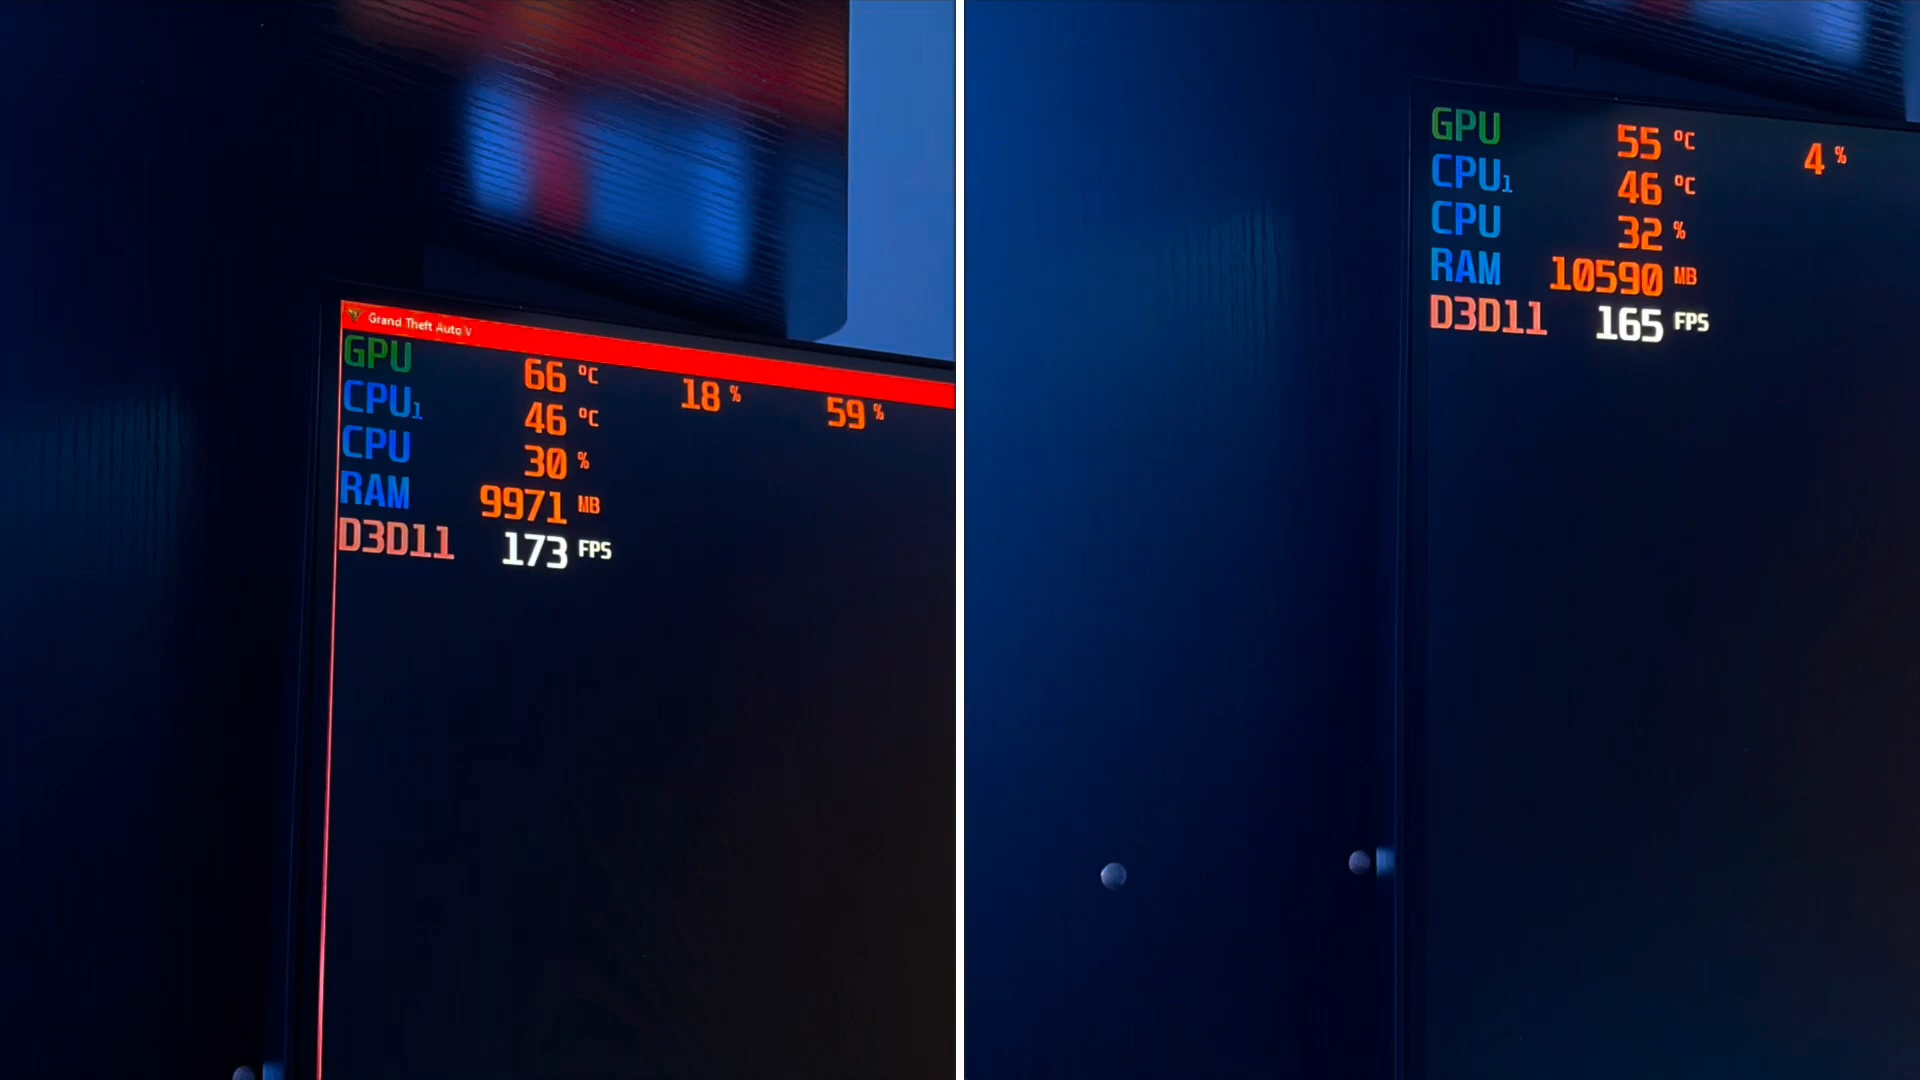 Grand Theft Auto V
GPU 66 °C 18 % 59 %
CPU1 46 °C
CPU 30 %
RAM 9971 MB
D3D11 173 FPS
GPU 55 °C 4 %
CPU1 46 °C
CPU 32 %
RAM 10590 MB
D3D11 165 FPS